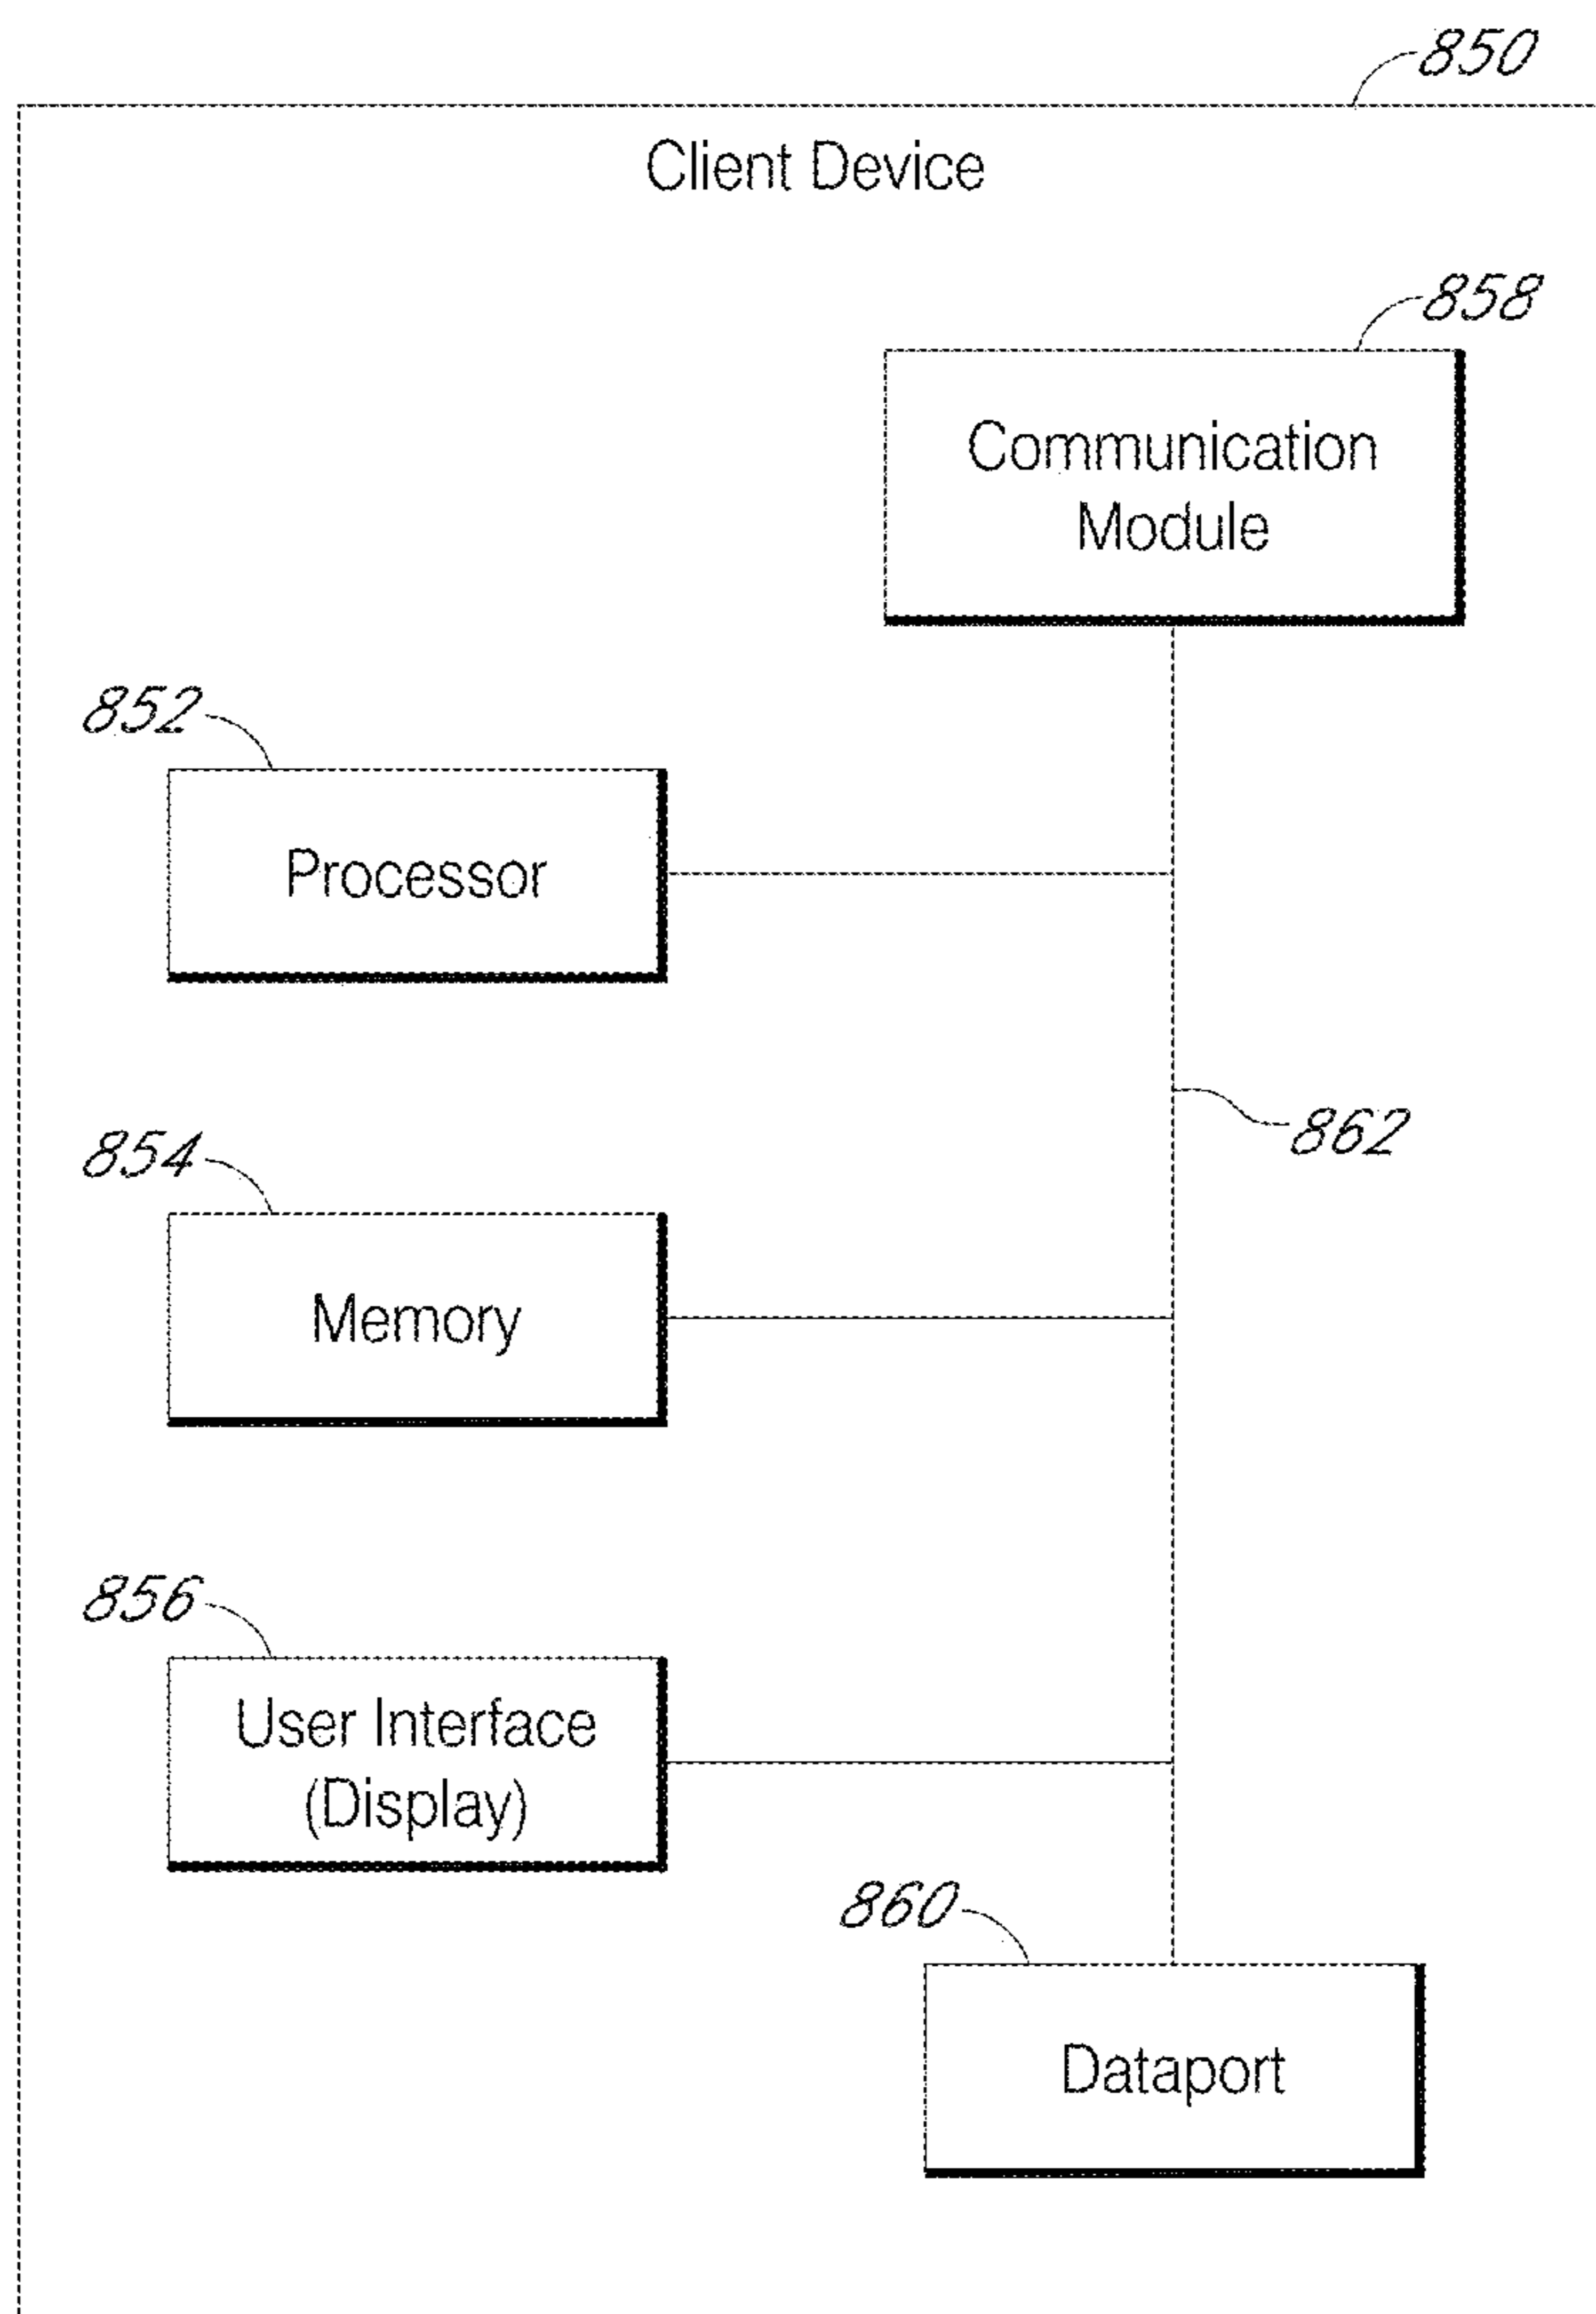 850
Client Device
858
Communication
Module
852
Processor
862
854
Memory
856
User Interface
(Display)
860
Dataport